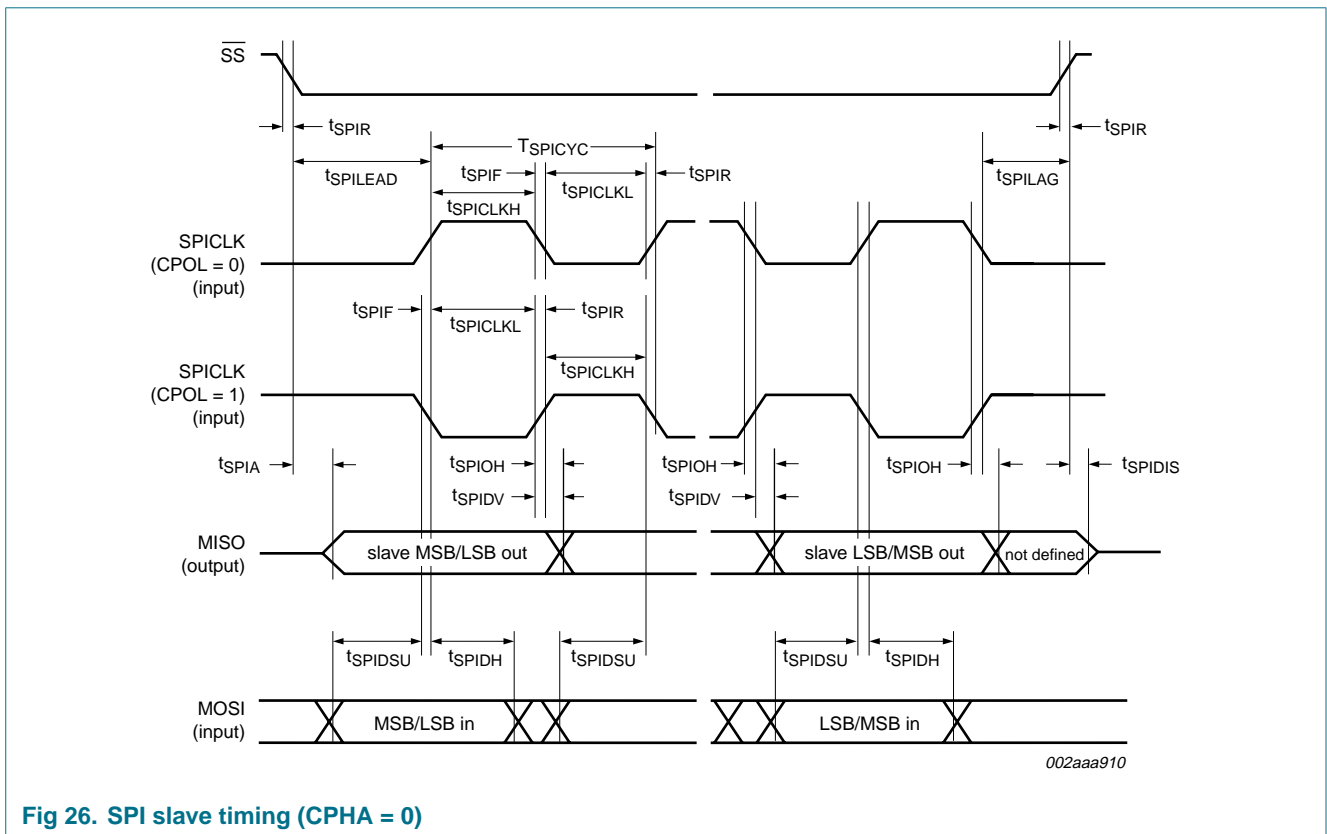 SS
tSPIR
tSPIR
TSPICYC
tSPILEAD
tSPIF
tSPICLKL
tSPIR
tSPILAG
tSPICLKH
SPICLK
(CPOL = 0)
(input)
tSPIF
tSPICLKL
tSPIR
tSPICLKH
SPICLK
(CPOL = 1)
(input)
tSPIA
tSPIOH
tSPIOH
tSPIOH
tSPIDIS
tSPIDV
tSPIDV
MISO
(output)
slave MSB/LSB out
slave LSB/MSB out
not defined
tSPIDSU
tSPIDH
tSPIDSU
tSPIDSU
tSPIDH
MOSI
(input)
MSB/LSB in
LSB/MSB in
002aaa910
Fig 26. SPI slave timing (CPHA = 0)